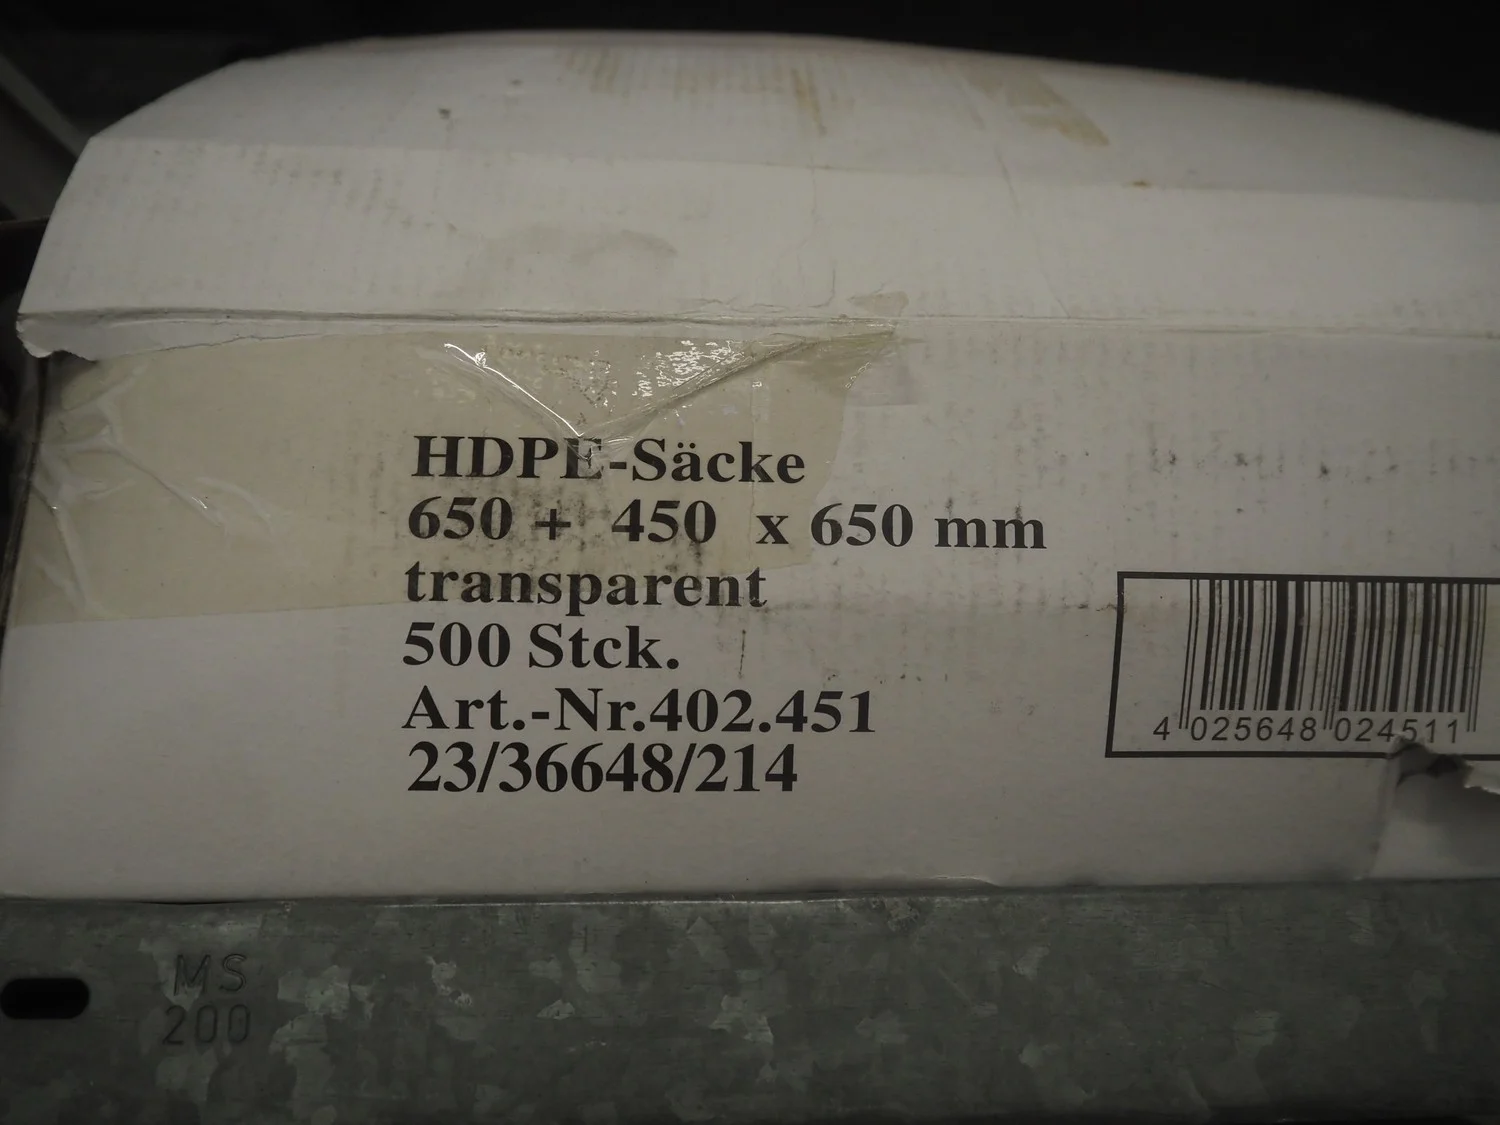 HDPE-Säcke
650 + 450 x 650 mm
transparent
500 Stck.
Art.-Nr.402.451
23/36648/214
4 025648 024511
MS
200